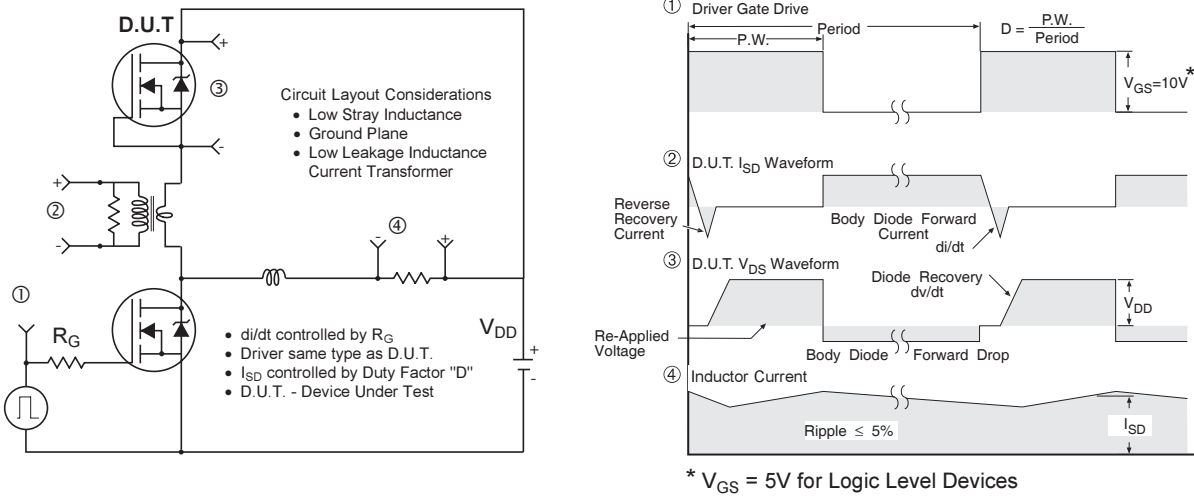 D.U.T
+
③
-
Circuit Layout Considerations
• Low Stray Inductance
• Ground Plane
• Low Leakage Inductance
Current Transformer
+
②
-
-
④
+
①
R_G
• di/dt controlled by R_G
• Driver same type as D.U.T.
• I_SD controlled by Duty Factor "D"
• D.U.T. - Device Under Test
V_DD
+
-
① Driver Gate Drive
Period
P.W.
D = P.W. / Period
V_GS=10V*
② D.U.T. I_SD Waveform
Reverse
Recovery
Current
Body Diode Forward
Current
di/dt
③ D.U.T. V_DS Waveform
Diode Recovery
dv/dt
V_DD
Re-Applied
Voltage
Body Diode Forward Drop
④ Inductor Current
Ripple ≤ 5%
I_SD
* V_GS = 5V for Logic Level Devices